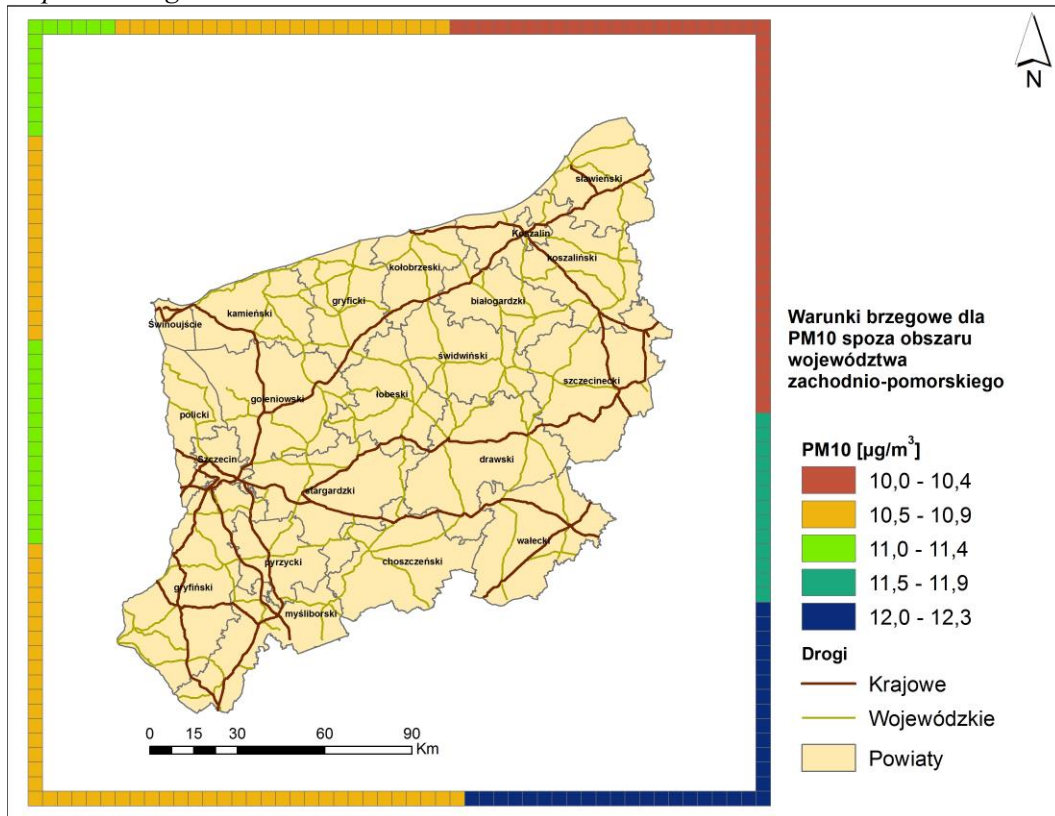 N
sławieński
Koszalin
koszaliński
kołobrzeski
białogardzki
gryficki
kamieński
Świnoujście
świdwiński
szczecinecki
goleniowski
łobeski
policki
Szczecin
drawski
stargardzki
wałecki
choszczeński
pyrzycki
gryfiński
myśliborski
0 15 30 60 90
Km
Warunki brzegowe dla
PM10 spoza obszaru
województwa
zachodnio-pomorskiego
PM10 [µg/m³]
10,0 - 10,4
10,5 - 10,9
11,0 - 11,4
11,5 - 11,9
12,0 - 12,3
Drogi
Krajowe
Wojewódzkie
Powiaty